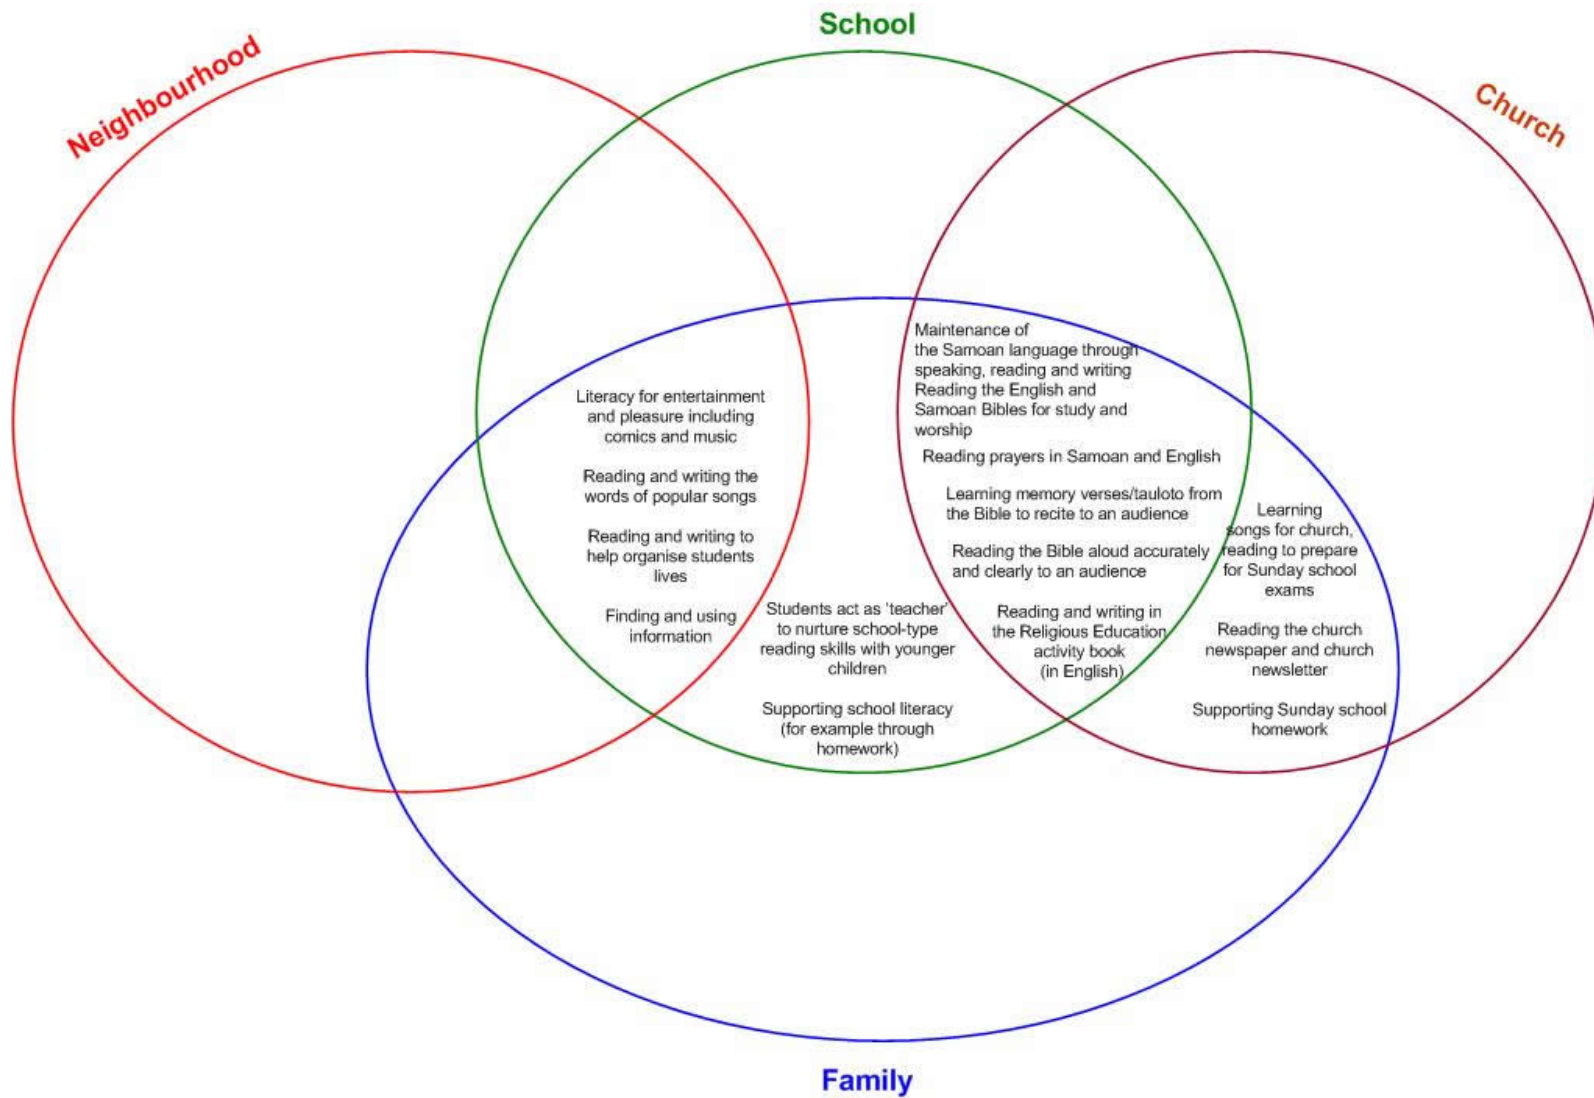 School
Neighbourhood
Church
Maintenance of
the Samoan language through
speaking, reading and writing
Reading the English and
Samoan Bibles for study and
worship
Reading prayers in Samoan and English
Learning memory verses/tauloto from
the Bible to recite to an audience
Reading the Bible aloud accurately
and clearly to an audience
Reading and writing in
the Religious Education
activity book
(in English)
Literacy for entertainment
and pleasure including
comics and music
Reading and writing the
words of popular songs
Reading and writing to
help organise students
lives
Finding and using
information
Students act as 'teacher'
to nurture school-type
reading skills with younger
children
Supporting school literacy
(for example through
homework)
Learning
songs for church,
reading to prepare
for Sunday school
exams
Reading the church
newspaper and church
newsletter
Supporting Sunday school
homework
Family